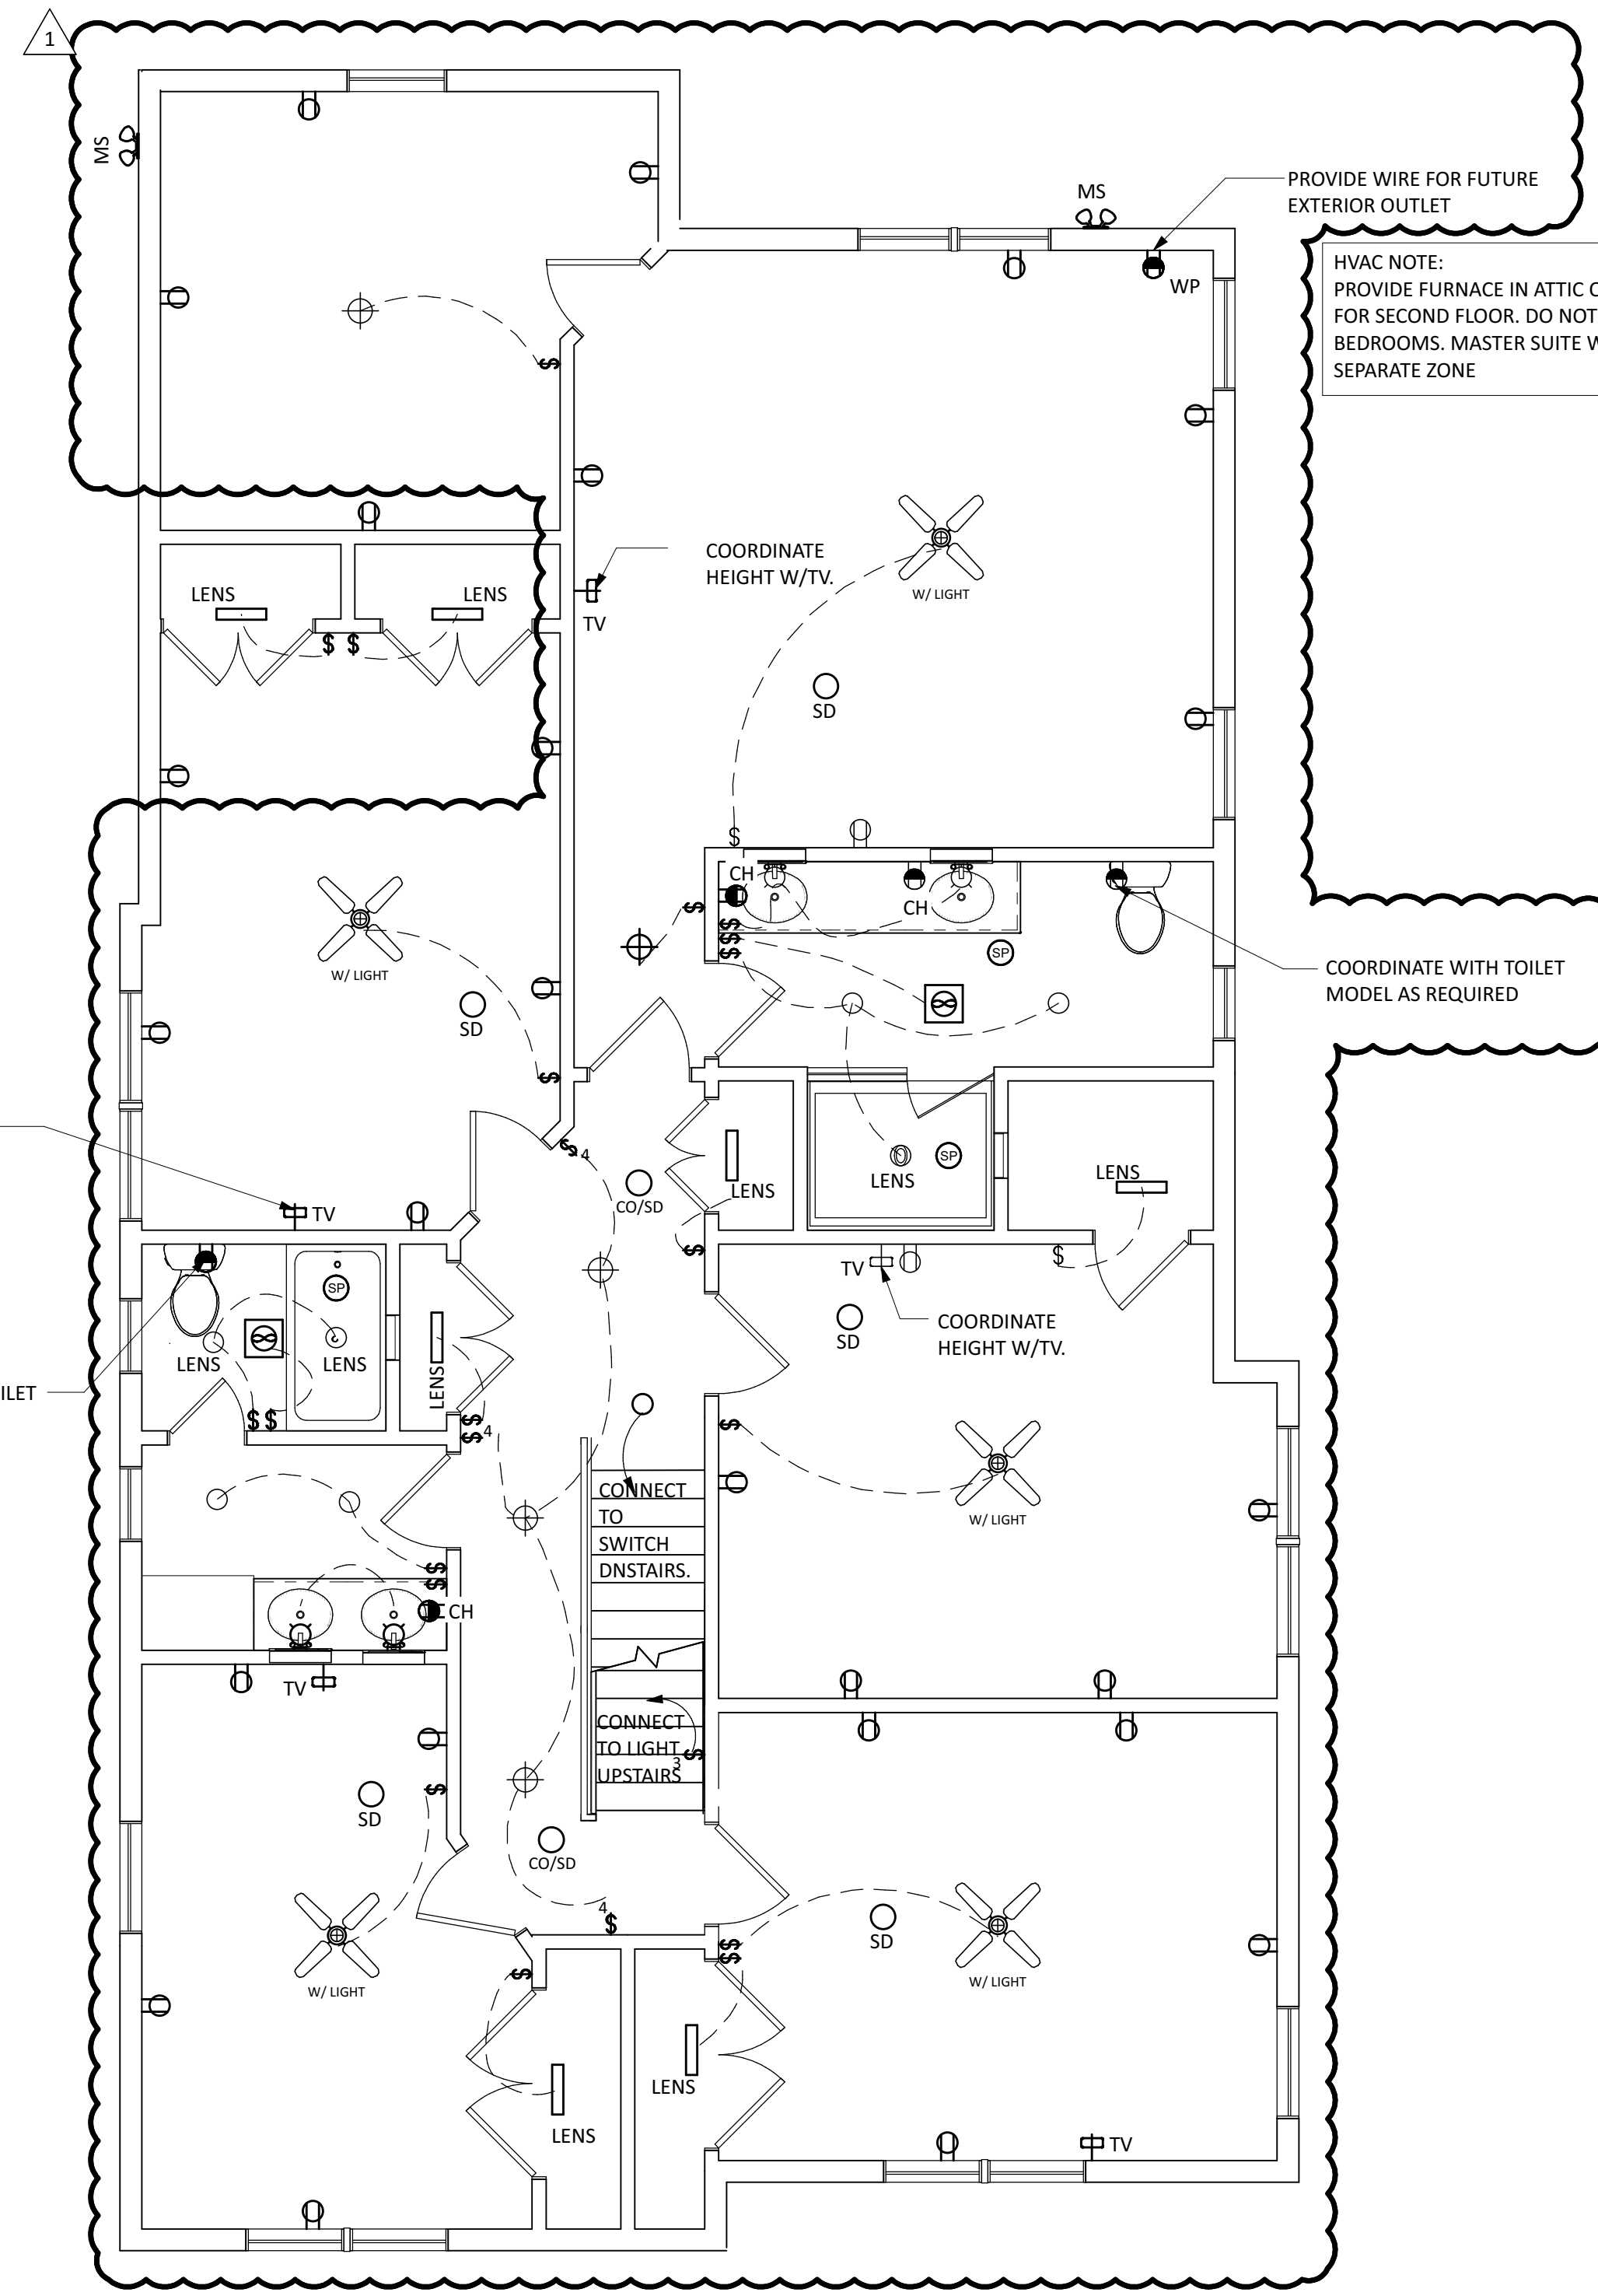 1
MS
MS
PROVIDE WIRE FOR FUTURE
EXTERIOR OUTLET
WP
HVAC NOTE:
PROVIDE FURNACE IN ATTIC
FOR SECOND FLOOR. DO NOT
BEDROOMS. MASTER SUITE
SEPARATE ZONE
COORDINATE
HEIGHT W/TV.
TV
W/ LIGHT
LENS
LENS
$
$
SD
$
$
CH
CH
$
$
$
$
SP
COORDINATE WITH TOILET
MODEL AS REQUIRED
W/ LIGHT
SD
$
$
4
CO/SD
LENS
LENS
SP
LENS
$
$
TV
TV
COORDINATE
HEIGHT W/TV.
SD
SP
LENS
LENS
LENS
ILET
$
$
$
$
4
$
W/ LIGHT
CONNECT
TO
SWITCH
DNSTAIRS.
$
$
CH
TV
CONNECT
TO LIGHT
UPSTAIRS
3
$
SD
$
CO/SD
4
$
W/ LIGHT
$
$
$
SD
W/ LIGHT
LENS
LENS
TV